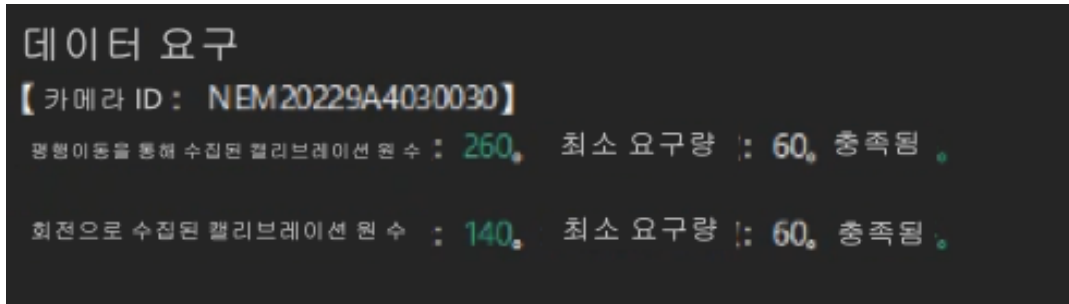 데이터 요구
【카메라 ID： NEM20229A4030030】
평행이동을 통해 수집된 캘리브레이션 원 수 ： 260。 최소 요구량 ： 60。 충족됨 。
회전으로 수집된 캘리브레이션 원 수 ： 140。 최소 요구량 ： 60。 충족됨 。